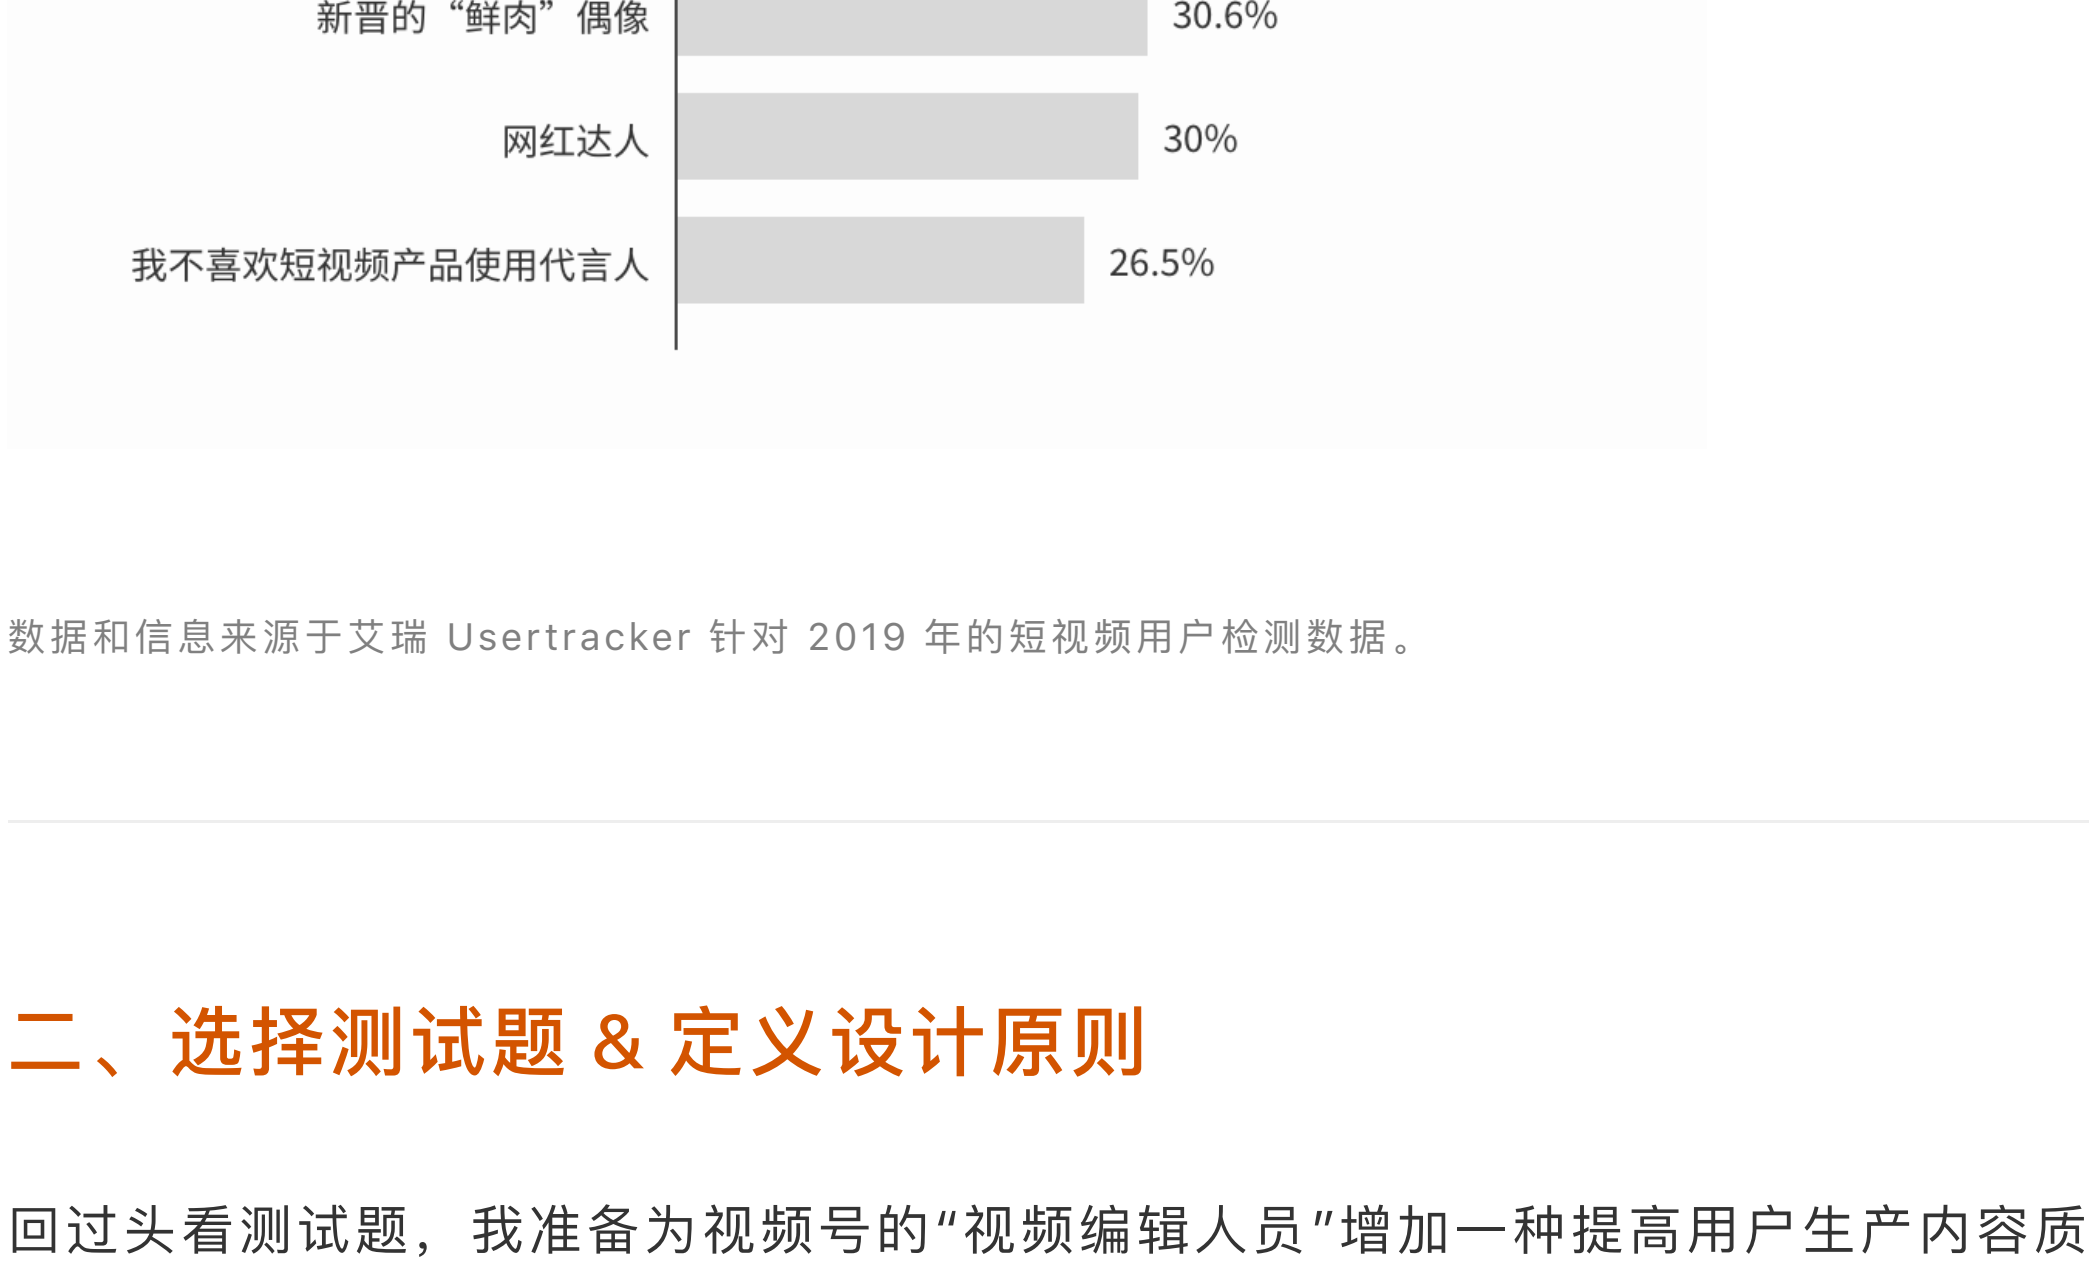 新晋的“鲜肉”偶像 30.6%
网红达人 30%
我不喜欢短视频产品使用代言人 26.5%
数据和信息来源于艾瑞 Usertracker 针对 2019 年的短视频用户检测数据。
二、选择测试题 & 定义设计原则
回过头看测试题，我准备为视频号的“视频编辑人员”增加一种提高用户生产内容质